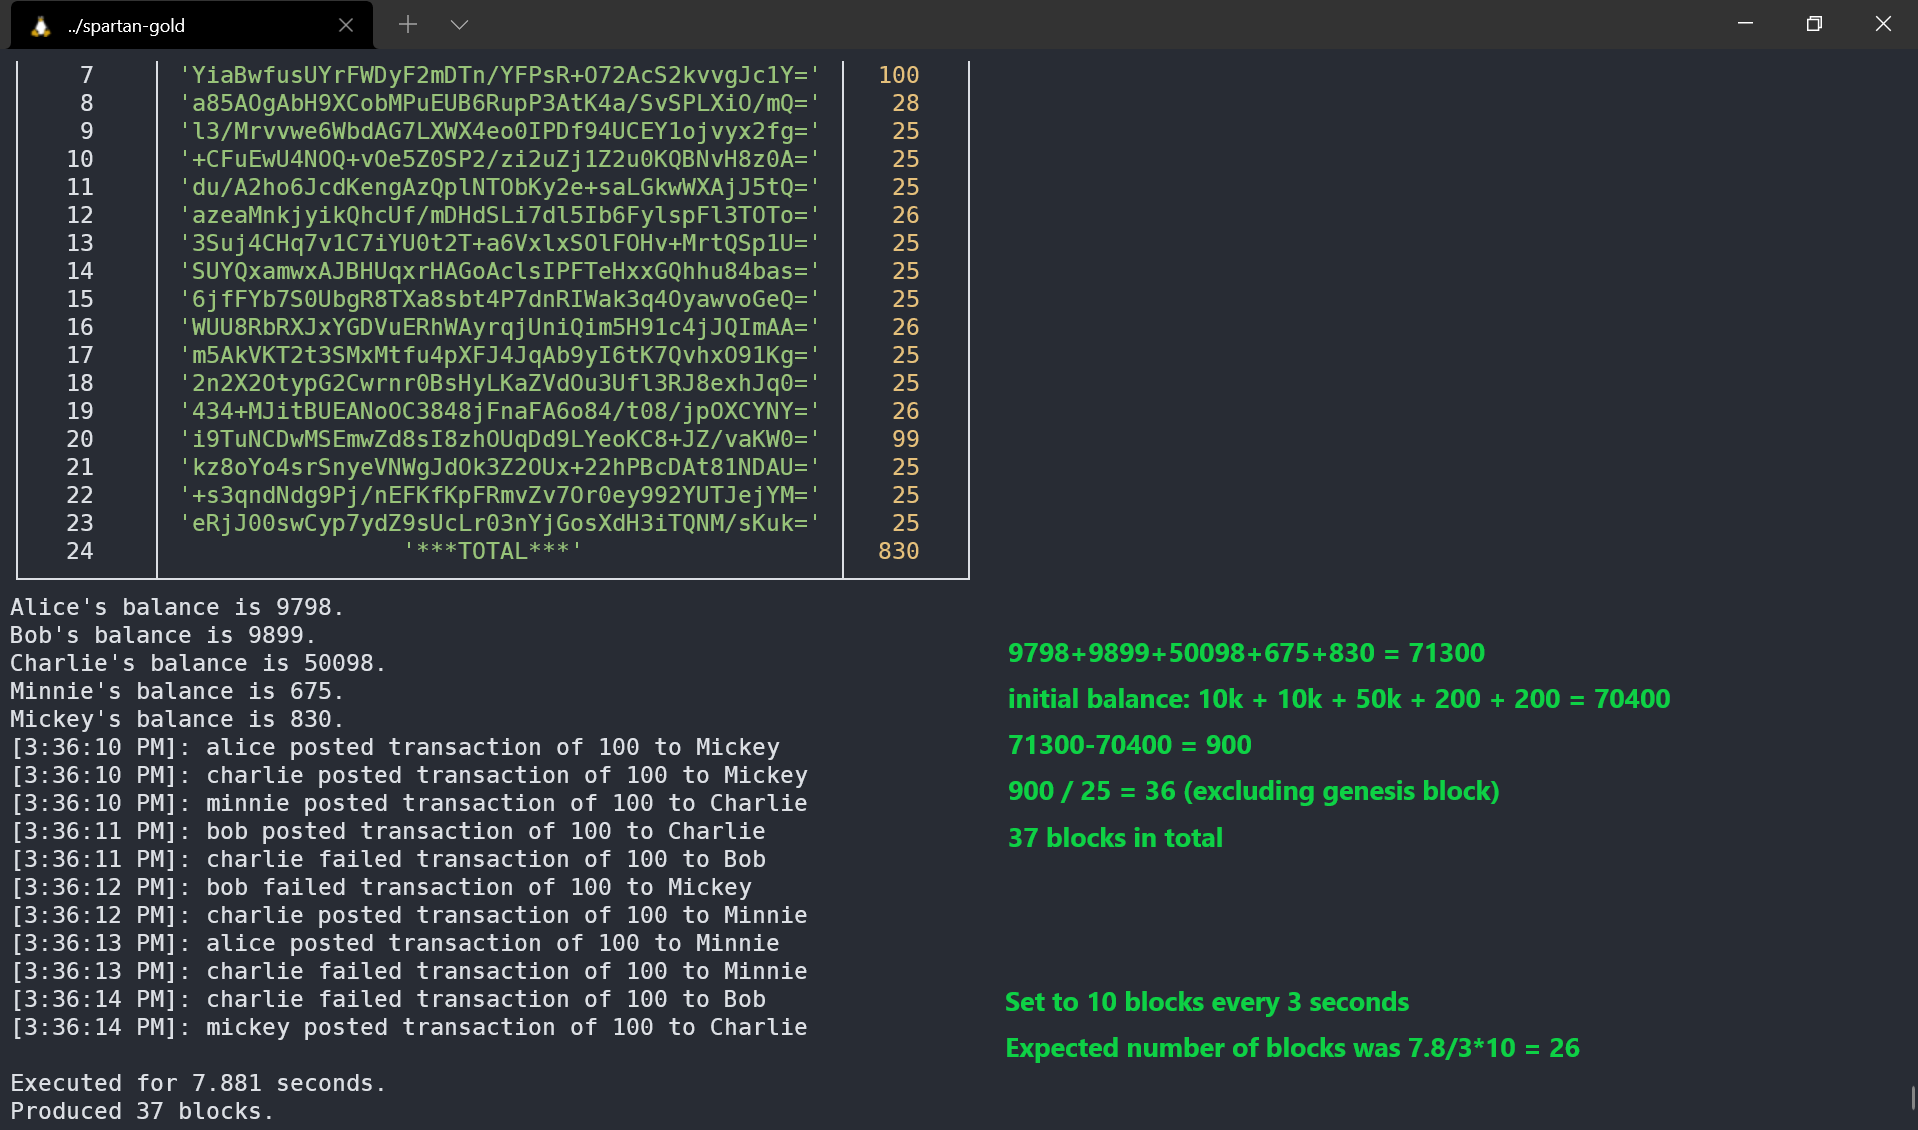 ../spartan-gold
7 'YiaBwfusUYrFWDyF2mDTn/YFPsR+O72AcS2kvvgJc1Y=' 100
8 'a85AOgAbH9XCobMPuEUB6RupP3AtK4a/SvSPLXiO/mQ=' 28
9 'l3/Mrvvwe6WbdAG7LXWX4eo0IPDf94UCEY1ojvyx2fg=' 25
10 '+CFuEwU4NOQ+vOe5Z0SP2/zi2uZj1Z2u0KQBNvH8z0A=' 25
11 'du/A2ho6JcdKengAzQplNTObKy2e+saLGkwWXAjJ5tQ=' 25
12 'azeaMnkjyikQhcUf/mDHdSLi7dl5Ib6FylspFl3TOTo=' 26
13 '3Suj4CHq7v1C7iYU0t2T+a6VxlxSOlFOHv+MrtQSp1U=' 25
14 'SUYQxamwxAJBHUqxrHAGoAclsIPFTeHxxGQhhu84bas=' 25
15 '6jfFYb7S0UbgR8TXa8sbt4P7dnRIWak3q4OyawvoGeQ=' 25
16 'WUU8RbRXJxYGDVuERhWAyrqjUniQim5H91c4jJQImAA=' 26
17 'm5AkVKT2t3SMxMtfu4pXFJ4JqAb9yI6tK7QvhxO91Kg=' 25
18 '2n2X2OtypG2Cwrnr0BsHyLKaZVdOu3Ufl3RJ8exhJq0=' 25
19 '434+MJitBUEANoOC3848jFnaFA6o84/t08/jpOXCYNY=' 26
20 'i9TuNCDwMSEmwZd8sI8zhOUqDd9LYeoKC8+JZ/vaKW0=' 99
21 'kz8oYo4srSnyeVNWgJdOk3Z2OUx+22hPBcDAt81NDAU=' 25
22 '+s3qndNdg9Pj/nEFKfKpFRmvZv7Or0ey992YUTJejYM=' 25
23 'eRjJ00swCyp7ydZ9sUcLr03nYjGosXdH3iTQNM/sKuk=' 25
24 '***TOTAL***' 830
Alice's balance is 9798.
Bob's balance is 9899.
Charlie's balance is 50098.
Minnie's balance is 675.
Mickey's balance is 830.
[3:36:10 PM]: alice posted transaction of 100 to Mickey
[3:36:10 PM]: charlie posted transaction of 100 to Mickey
[3:36:10 PM]: minnie posted transaction of 100 to Charlie
[3:36:11 PM]: bob posted transaction of 100 to Charlie
[3:36:11 PM]: charlie failed transaction of 100 to Bob
[3:36:12 PM]: bob failed transaction of 100 to Mickey
[3:36:12 PM]: charlie posted transaction of 100 to Minnie
[3:36:13 PM]: alice posted transaction of 100 to Minnie
[3:36:13 PM]: charlie failed transaction of 100 to Minnie
[3:36:14 PM]: charlie failed transaction of 100 to Bob
[3:36:14 PM]: mickey posted transaction of 100 to Charlie
Executed for 7.881 seconds.
Produced 37 blocks.
9798+9899+50098+675+830 = 71300
initial balance: 10k + 10k + 50k + 200 + 200 = 70400
71300-70400 = 900
900 / 25 = 36 (excluding genesis block)
37 blocks in total
Set to 10 blocks every 3 seconds
Expected number of blocks was 7.8/3*10 = 26